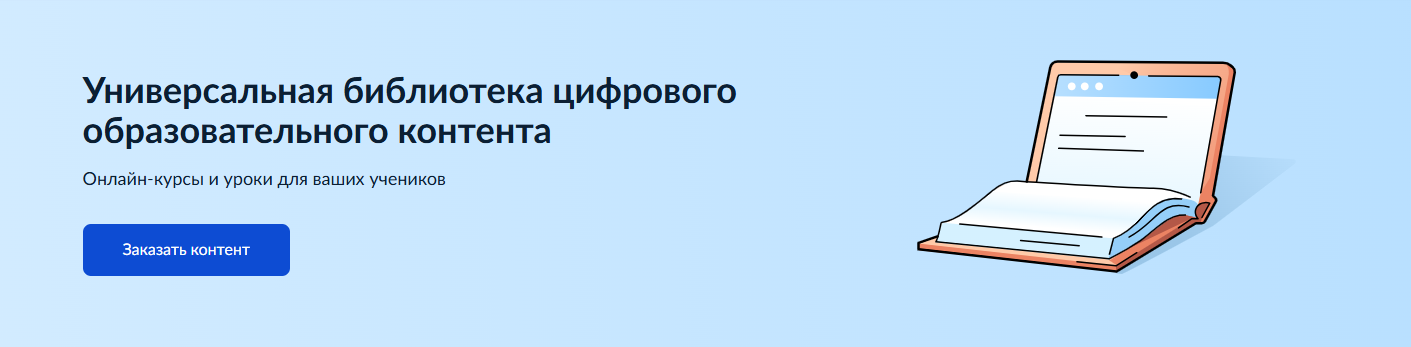 Универсальная библиотека цифрового
образовательного контента
Онлайн-курсы и уроки для ваших учеников
Заказать контент